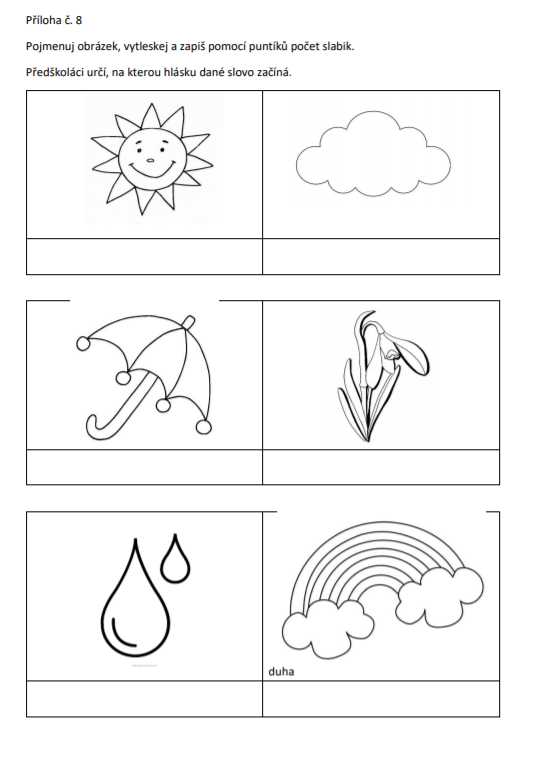 Příloha č. 8
Pojmenuj obrázek, vytleskej a zapiš pomocí puntíků počet slabik.
Předškoláci určí, na kterou hlásku dané slovo začíná.
duha